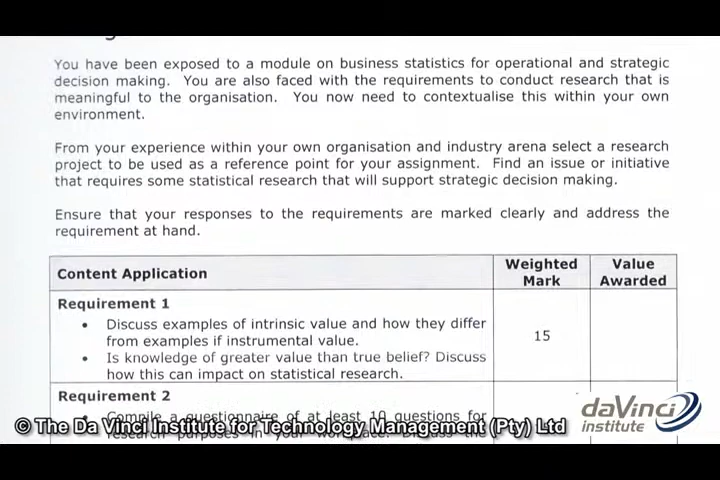 You have been exposed to a module on business statistics for operational and strategic
decision making. You are also faced with the requirements to conduct research that is
meaningful to the organisation. You now need to contextualise this within your own
environment.
From your experience within your own organisation and industry arena select a research
project to be used as a reference point for your assignment. Find an issue or initiative
that requires some statistical research that will support strategic decision making.
Ensure that your responses to the requirements are marked clearly and address the
requirement at hand.
Content Application
Weighted
Mark
Value
Awarded
Requirement 1
• Discuss examples of intrinsic value and how they differ
from examples if instrumental value.
• Is knowledge of greater value than true belief? Discuss
how this can impact on statistical research.
15
Requirement 2
• Compile a questionnaire of at least 10 questions for
research purposes in your workplace. Discuss the
© The Da Vinci Institute for Technology Management (Pty) Ltd
daVinci
institute